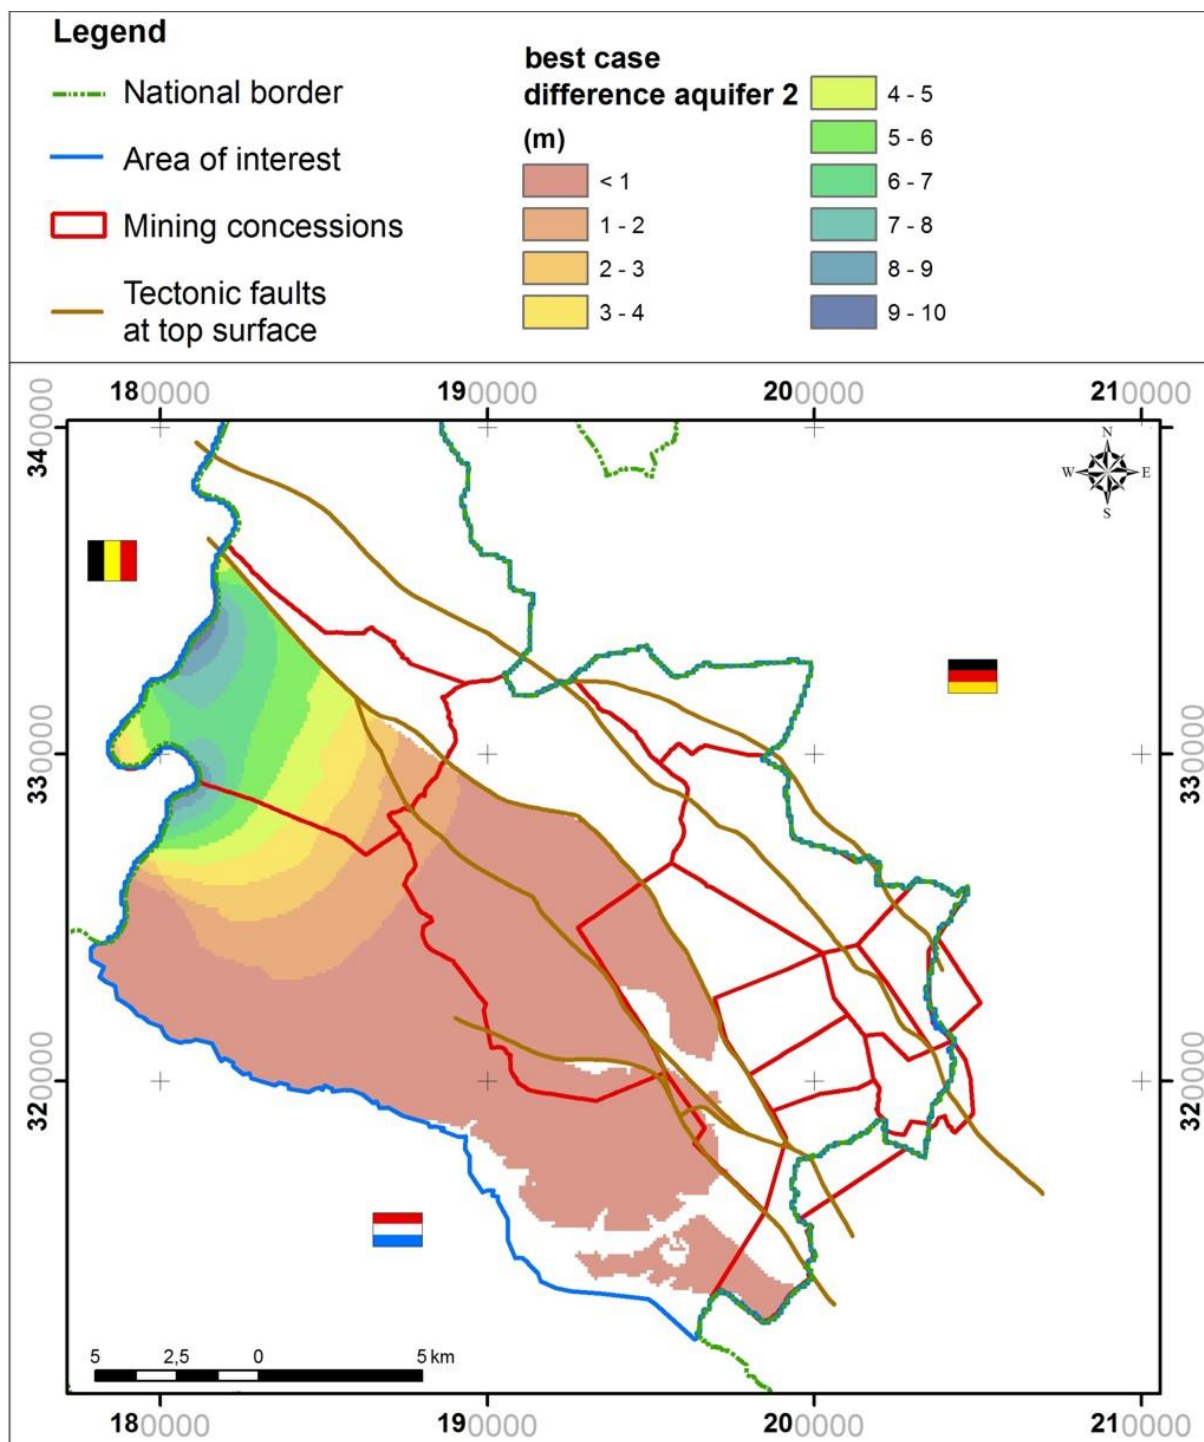 Legend
National border
Area of interest
Mining concessions
Tectonic faults
at top surface
best case
difference aquifer 2
(m)
< 1
1 - 2
2 - 3
3 - 4
4 - 5
5 - 6
6 - 7
7 - 8
8 - 9
9 - 10
180000
190000
200000
210000
340000
330000
320000
330000
320000
N
W
E
S
5
2,5
0
5 km
180000
190000
200000
210000